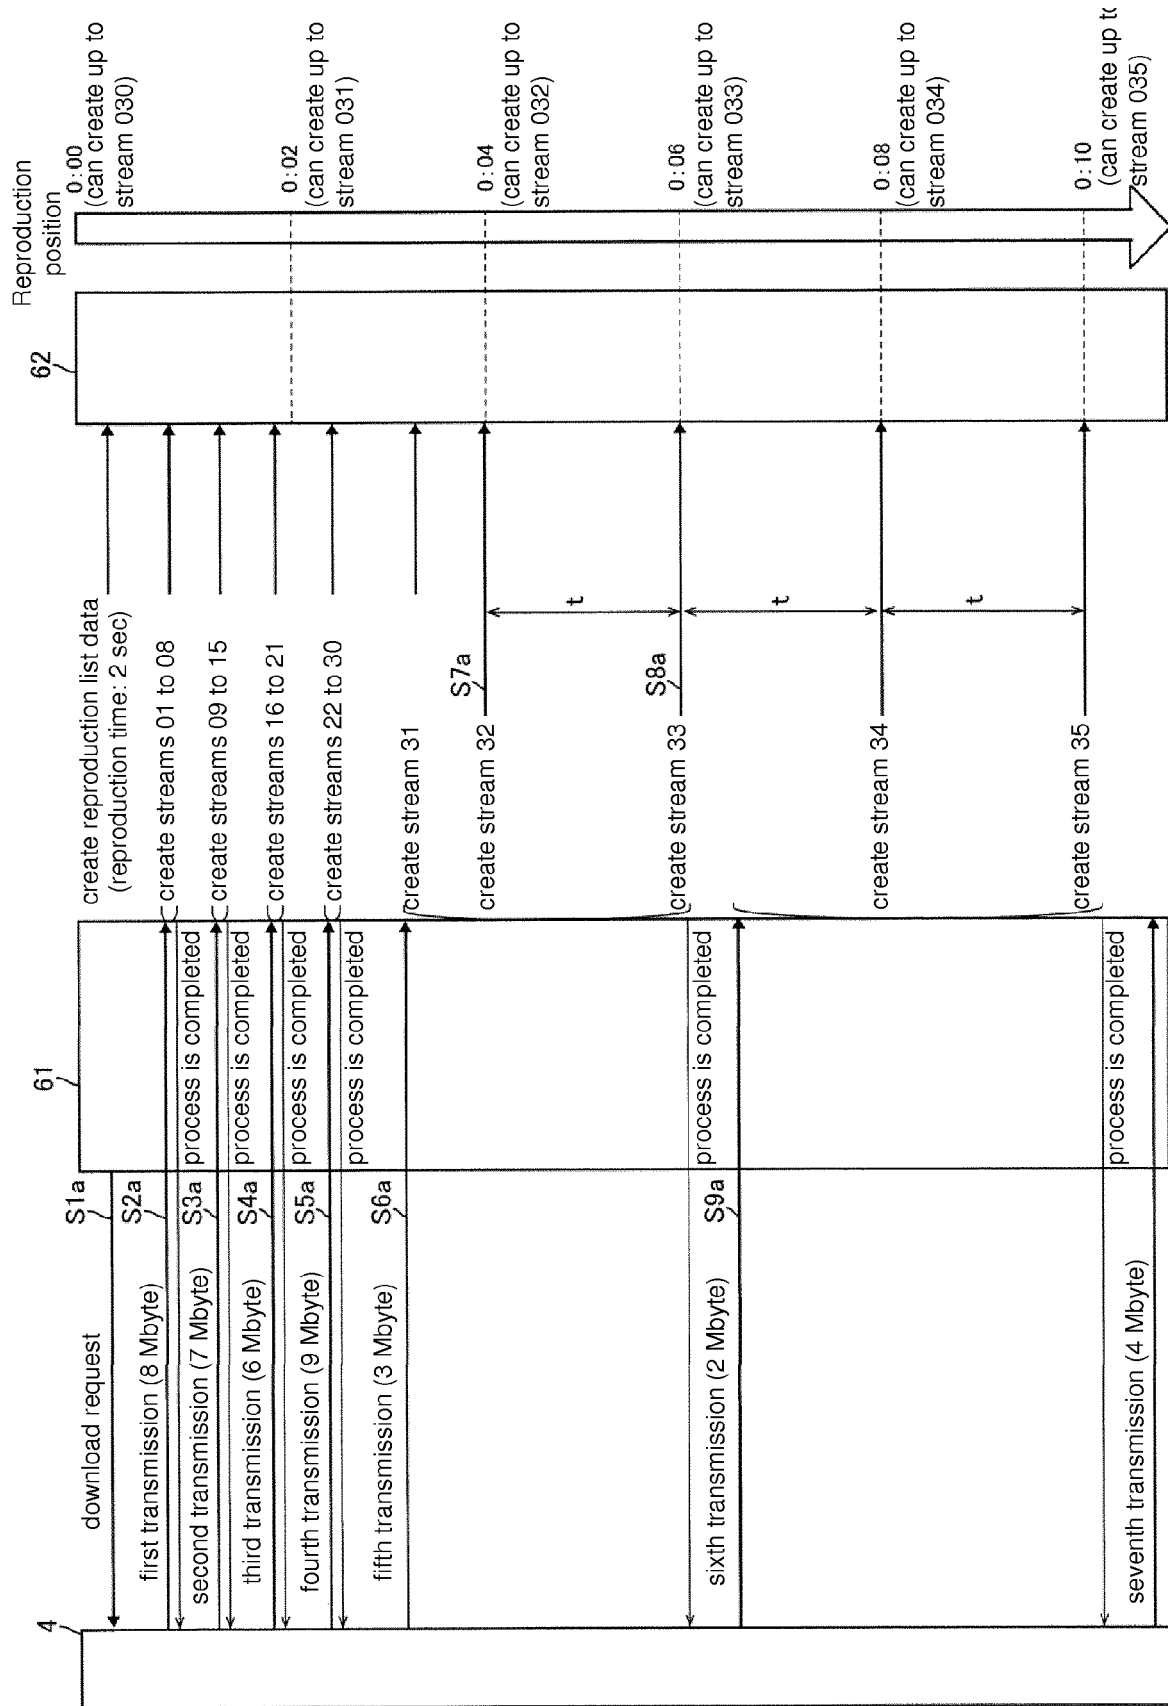 4
61
62
Reproduction
position
download request
S1a
create reproduction list data
(reproduction time: 2 sec)
0:00
(can create up to
stream 030)
first transmission (8 Mbyte)
S2a
create streams 01 to 08
process is completed
second transmission (7 Mbyte)
S3a
create streams 09 to 15
process is completed
third transmission (6 Mbyte)
S4a
create streams 16 to 21
process is completed
0:02
(can create up to
stream 031)
fourth transmission (9 Mbyte)
S5a
create streams 22 to 30
process is completed
fifth transmission (3 Mbyte)
S6a
create stream 31
create stream 32
S7a
0:04
(can create up to
stream 032)
t
create stream 33
S8a
0:06
(can create up to
stream 033)
process is completed
sixth transmission (2 Mbyte)
S9a
t
create stream 34
0:08
(can create up to
stream 034)
t
create stream 35
0:10
(can create up to
stream 035)
process is completed
seventh transmission (4 Mbyte)